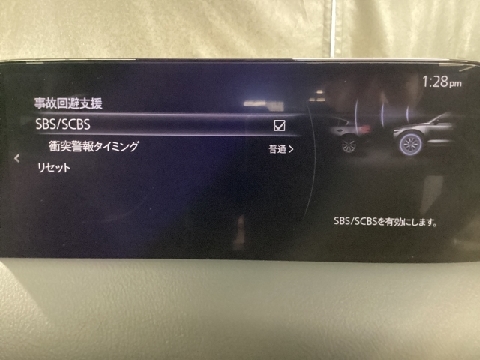 1:28pm
事故回避支援
SBS/SCBS
衝突警報タイミング 普通
リセット
SBS/SCBSを有効にします。